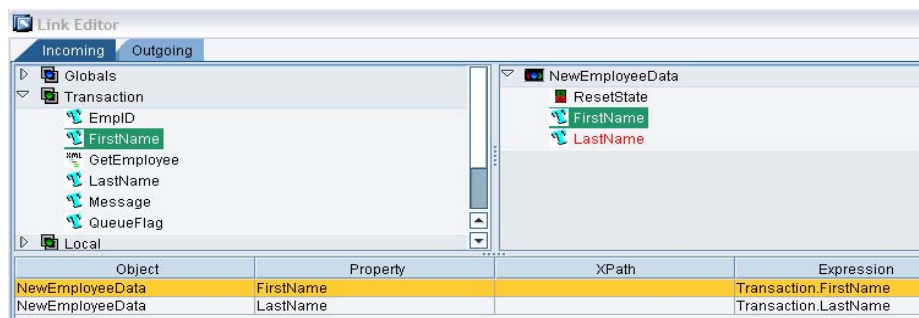 Link Editor
Incoming Outgoing
Globals
Transaction
EmpID
FirstName
XML GetEmployee
LastName
Message
QueueFlag
Local
NewEmployeeData
ResetState
FirstName
LastName
Object Property XPath Expression
NewEmployeeData FirstName Transaction.FirstName
NewEmployeeData LastName Transaction.LastName